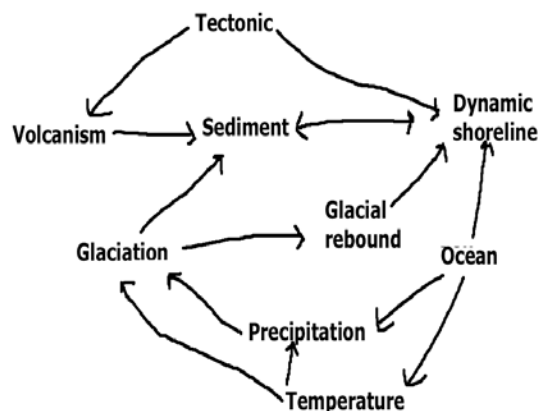 Tectonic
Dynamic
shoreline
Volcanism
Sediment
Glacial
rebound
Glaciation
Ocean
Precipitation
Temperature